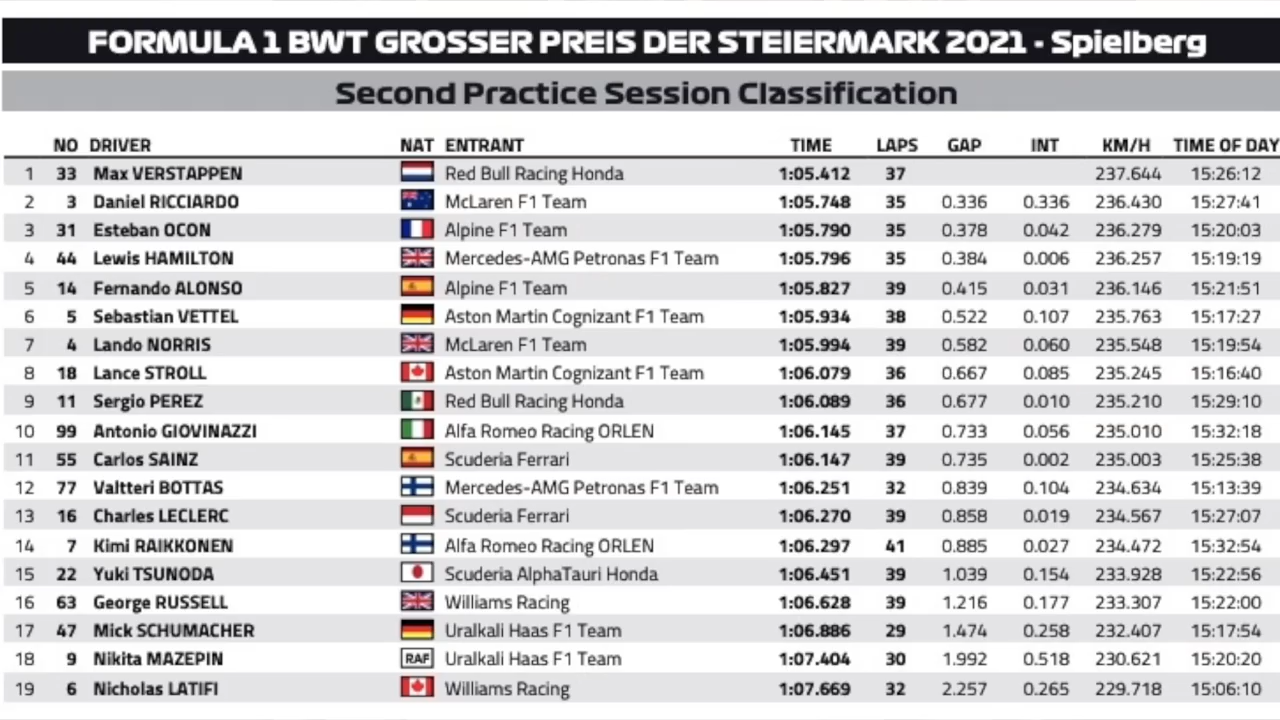 FORMULA 1 BWT GROSSER PREIS DER STEIERMARK 2021 - Spielberg
Second Practice Session Classification
NO DRIVER NAT ENTRANT TIME LAPS GAP INT KM/H TIME OF DAY
1 33 Max VERSTAPPEN Red Bull Racing Honda 1:05.412 37 237.644 15:26:12
2 3 Daniel RICCIARDO McLaren F1 Team 1:05.748 35 0.336 0.336 236.430 15:27:41
3 31 Esteban OCON Alpine F1 Team 1:05.790 35 0.378 0.042 236.279 15:20:03
4 44 Lewis HAMILTON Mercedes-AMG Petronas F1 Team 1:05.796 35 0.384 0.006 236.257 15:19:19
5 14 Fernando ALONSO Alpine F1 Team 1:05.827 39 0.415 0.031 236.146 15:21:51
6 5 Sebastian VETTEL Aston Martin Cognizant F1 Team 1:05.934 38 0.522 0.107 235.763 15:17:27
7 4 Lando NORRIS McLaren F1 Team 1:05.994 39 0.582 0.060 235.548 15:19:54
8 18 Lance STROLL Aston Martin Cognizant F1 Team 1:06.079 36 0.667 0.085 235.245 15:16:40
9 11 Sergio PEREZ Red Bull Racing Honda 1:06.089 36 0.677 0.010 235.210 15:29:10
10 99 Antonio GIOVINAZZI Alfa Romeo Racing ORLEN 1:06.145 37 0.733 0.056 235.010 15:32:18
11 55 Carlos SAINZ Scuderia Ferrari 1:06.147 39 0.735 0.002 235.003 15:25:38
12 77 Valtteri BOTTAS Mercedes-AMG Petronas F1 Team 1:06.251 32 0.839 0.104 234.634 15:13:39
13 16 Charles LECLERC Scuderia Ferrari 1:06.270 39 0.858 0.019 234.567 15:27:07
14 7 Kimi RAIKKONEN Alfa Romeo Racing ORLEN 1:06.297 41 0.885 0.027 234.472 15:32:54
15 22 Yuki TSUNODA Scuderia AlphaTauri Honda 1:06.451 39 1.039 0.154 233.928 15:22:56
16 63 George RUSSELL Williams Racing 1:06.628 39 1.216 0.177 233.307 15:22:00
17 47 Mick SCHUMACHER Uralkali Haas F1 Team 1:06.886 29 1.474 0.258 232.407 15:17:54
18 9 Nikita MAZEPIN RAF Uralkali Haas F1 Team 1:07.404 30 1.992 0.518 230.621 15:20:20
19 6 Nicholas LATIFI Williams Racing 1:07.669 32 2.257 0.265 229.718 15:06:10